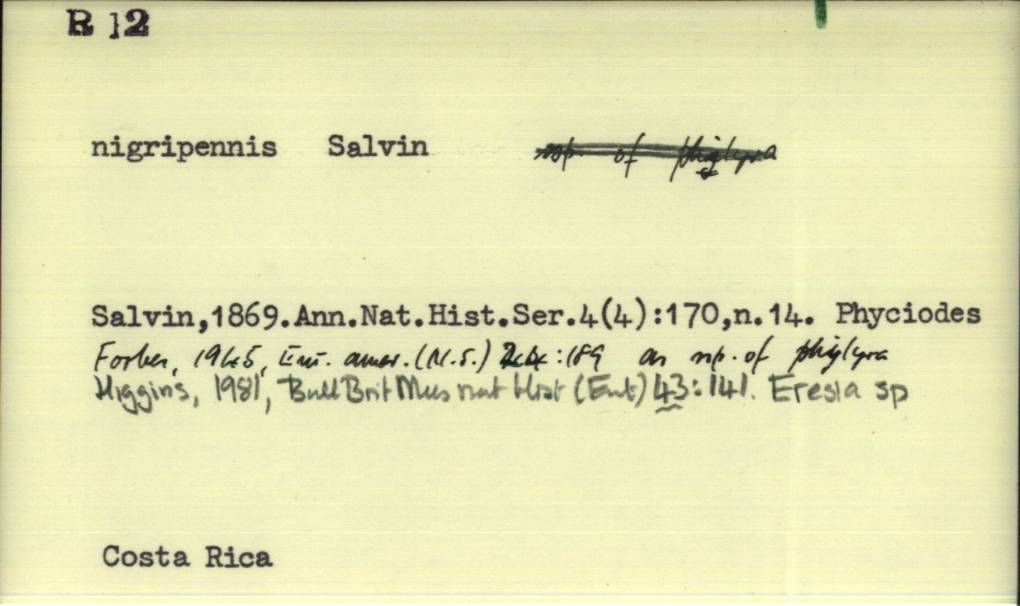 R 12
nigripennis Salvin ssp. of phiglyra
Salvin,1869.Ann.Nat.Hist.Ser.4(4):170,n.14. Phyciodes
Forbes, 1945, Ent. amer. (N.S.) 24:189 as ssp. of phiglyra
Higgins, 1981, Bull Brit Mus nat Hist (Ent) 43:141. Eresia sp
Costa Rica